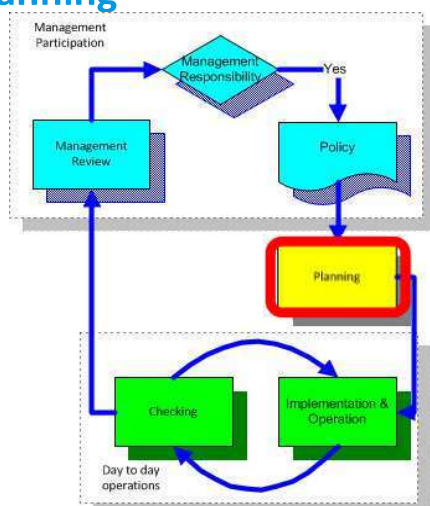 Management
Participation
Management
Responsibility
Yes
Management
Review
Policy
Planning
Checking
Implementation &
Operation
Day to day
operations